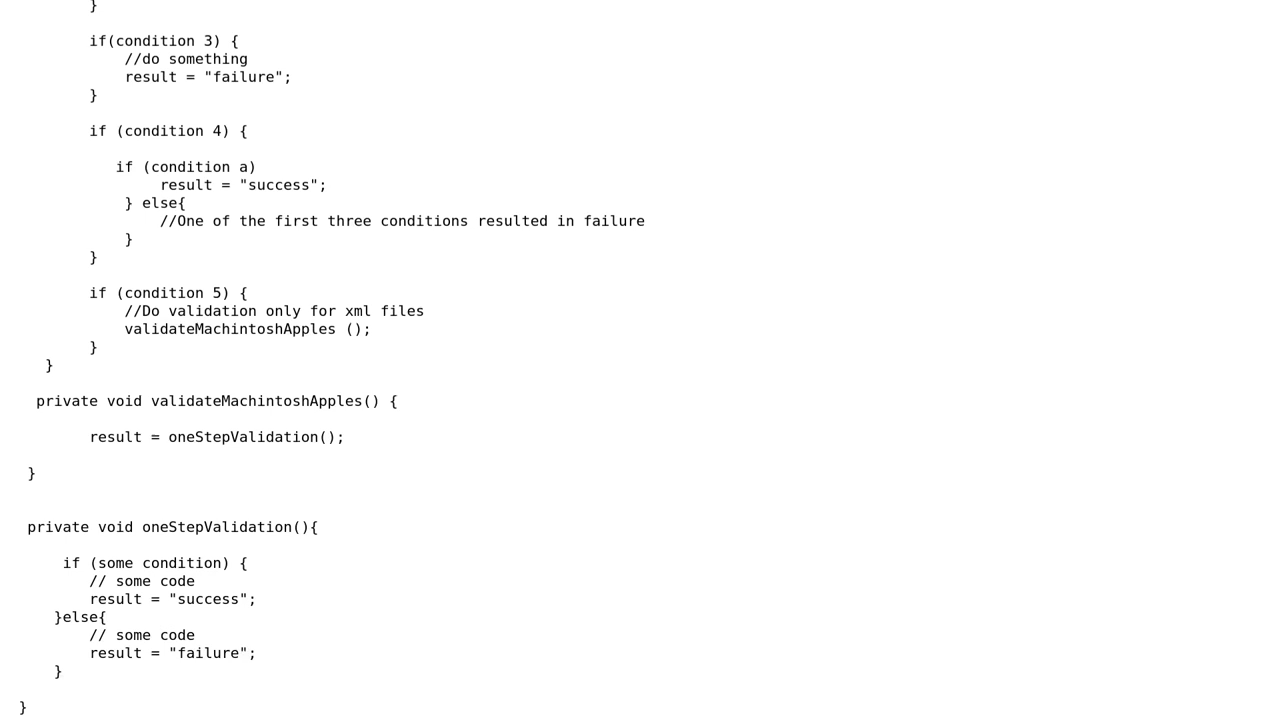 }
if(condition 3) {
//do something
result = "failure";
}
if (condition 4) {
if (condition a)
result = "success";
} else{
//One of the first three conditions resulted in failure
}
}
if (condition 5) {
//Do validation only for xml files
validateMachintoshApples ();
}
}
private void validateMachintoshApples() {
result = oneStepValidation();
}
private void oneStepValidation(){
if (some condition) {
// some code
result = "success";
}else{
// some code
result = "failure";
}
}